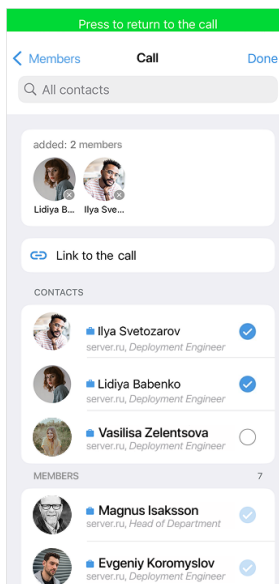 Press to return to the call
Members
Call
Done
All contacts
added: 2 members
Lidiya B...
Ilya Sve...
Link to the call
CONTACTS
Ilya Svetozarov
server.ru, Deployment Engineer
Lidiya Babenko
server.ru, Deployment Engineer
Vasilisa Zelentsova
server.ru, Deployment Engineer
MEMBERS 7
Magnus Isaksson
server.ru, Head of Department
Evgeniy Koromyslov
server.ru, Deployment Engineer